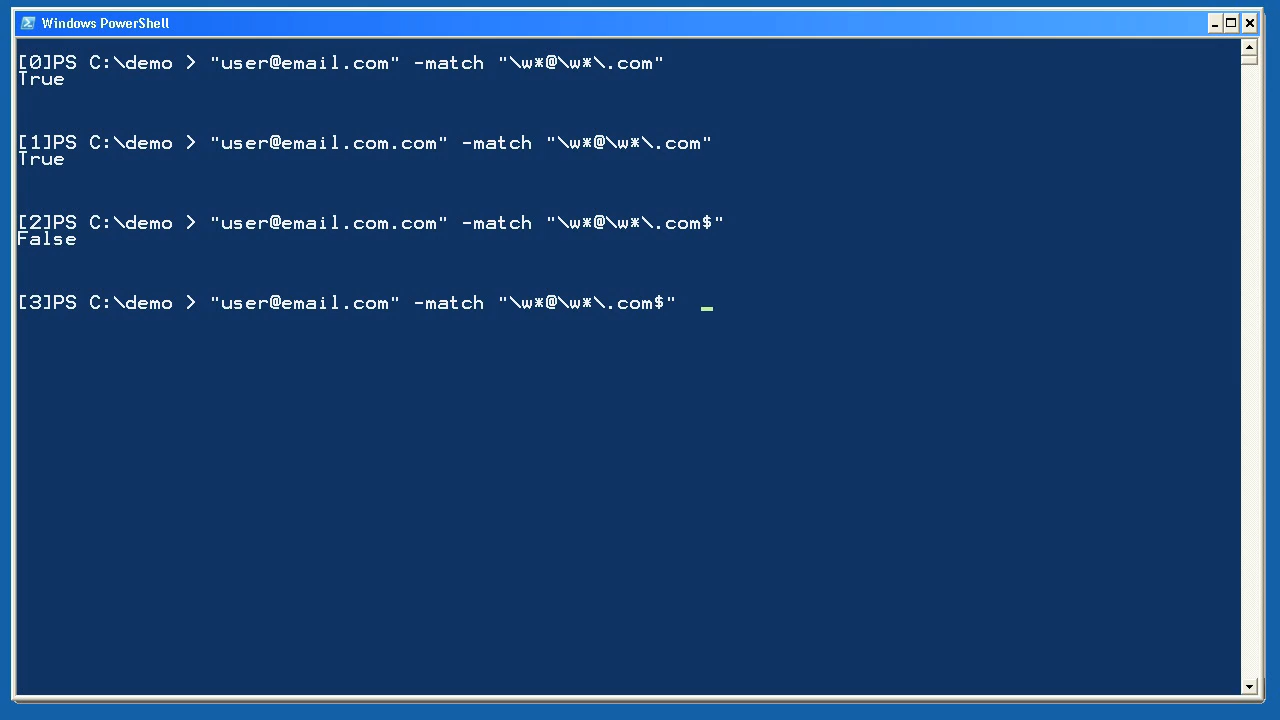 Windows PowerShell
[0]PS C:\demo > "user@email.com" -match "\w*@\w*\.com"
True
[1]PS C:\demo > "user@email.com.com" -match "\w*@\w*\.com"
True
[2]PS C:\demo > "user@email.com.com" -match "\w*@\w*\.com$"
False
[3]PS C:\demo > "user@email.com" -match "\w*@\w*\.com$"